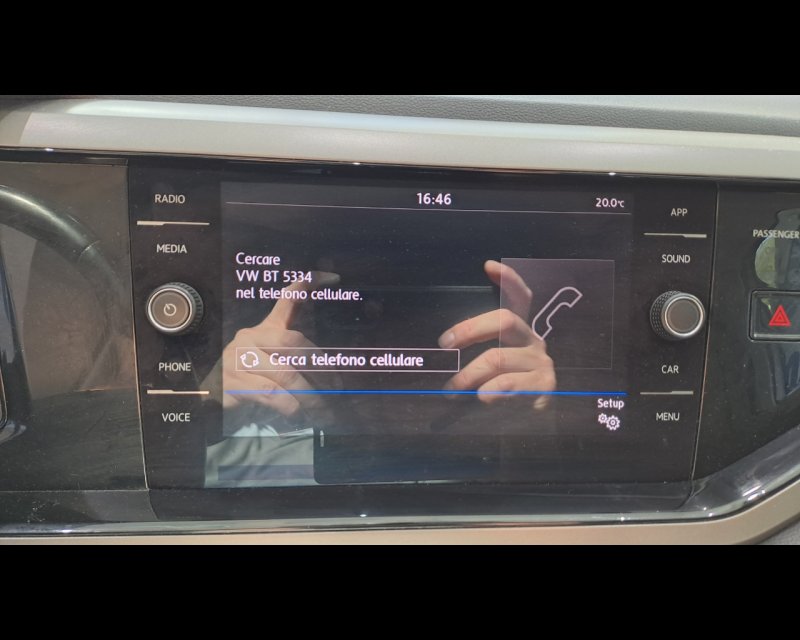 RADIO
MEDIA
PHONE
VOICE
16:46
20.0°C
Cercare
VW BT 5334
nel telefono cellulare.
Cerca telefono cellulare
Setup
APP
SOUND
CAR
MENU
PASSENGER